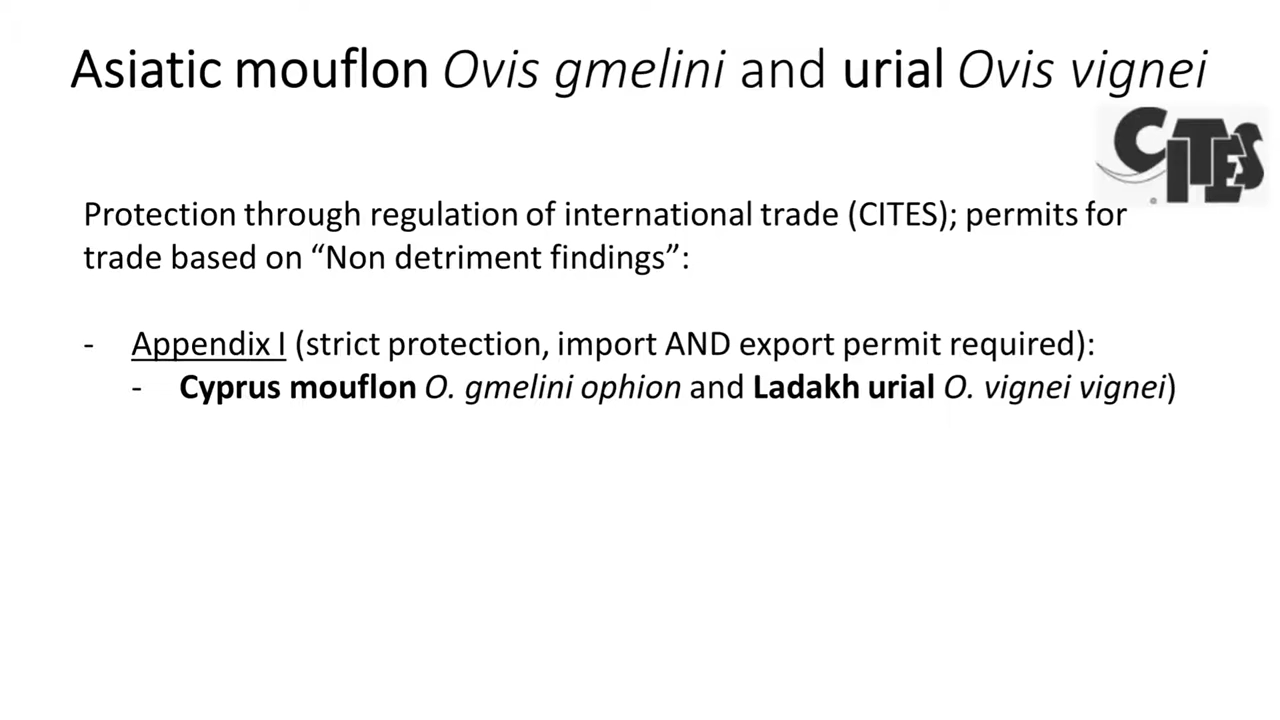 Asiatic mouflon Ovis gmelini and urial Ovis vignei
CITES
®
Protection through regulation of international trade (CITES); permits for
trade based on “Non detriment findings”:
- Appendix I (strict protection, import AND export permit required):
- Cyprus mouflon O. gmelini ophion and Ladakh urial O. vignei vignei)